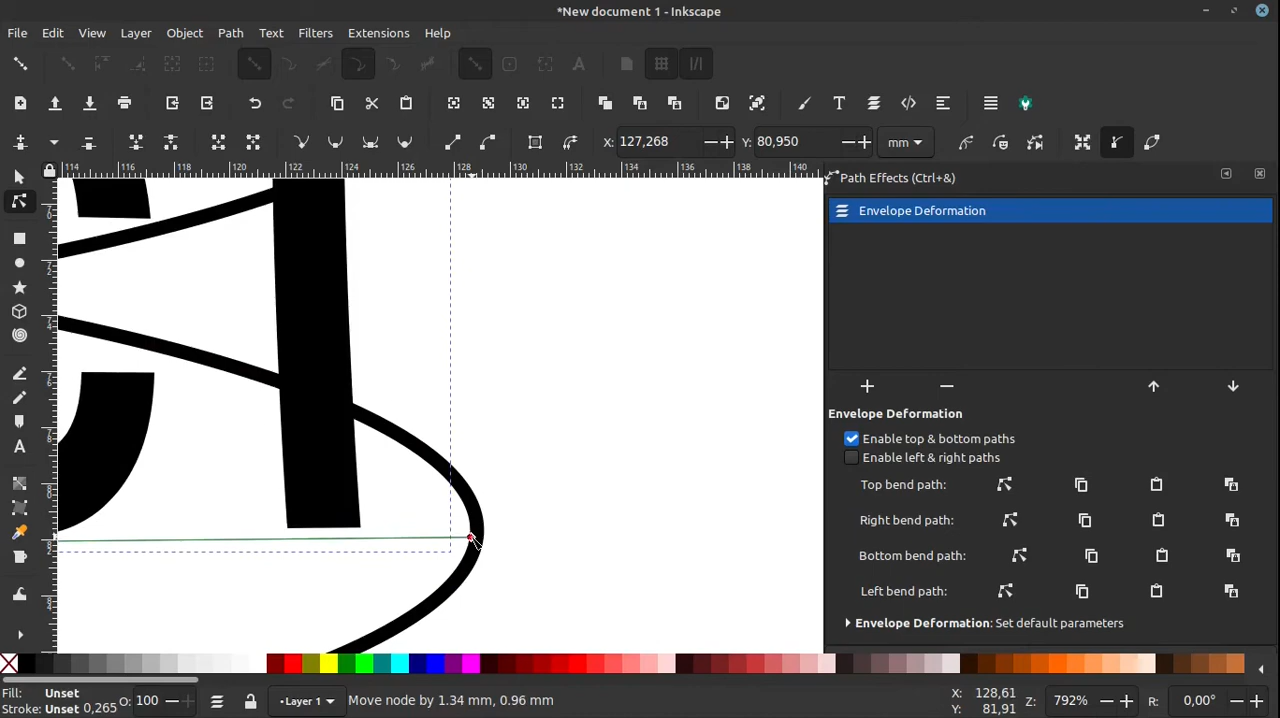 *New document 1 - Inkscape
File Edit View Layer Object Path Text Filters Extensions Help
X: 127,268 Y: 80,950 mm
114 116 118 120 122 124 126 128 130 132 134 136 138 140
Path Effects (Ctrl+&)
Envelope Deformation
Envelope Deformation
Enable top & bottom paths
Enable left & right paths
Top bend path:
Right bend path:
Bottom bend path:
Left bend path:
Envelope Deformation: Set default parameters
Fill: Unset
Stroke: Unset 0,265 O: 100 •Layer 1 Move node by 1.34 mm, 0.96 mm X: 128,61 Y: 81,91 Z: 792% R: 0,00°